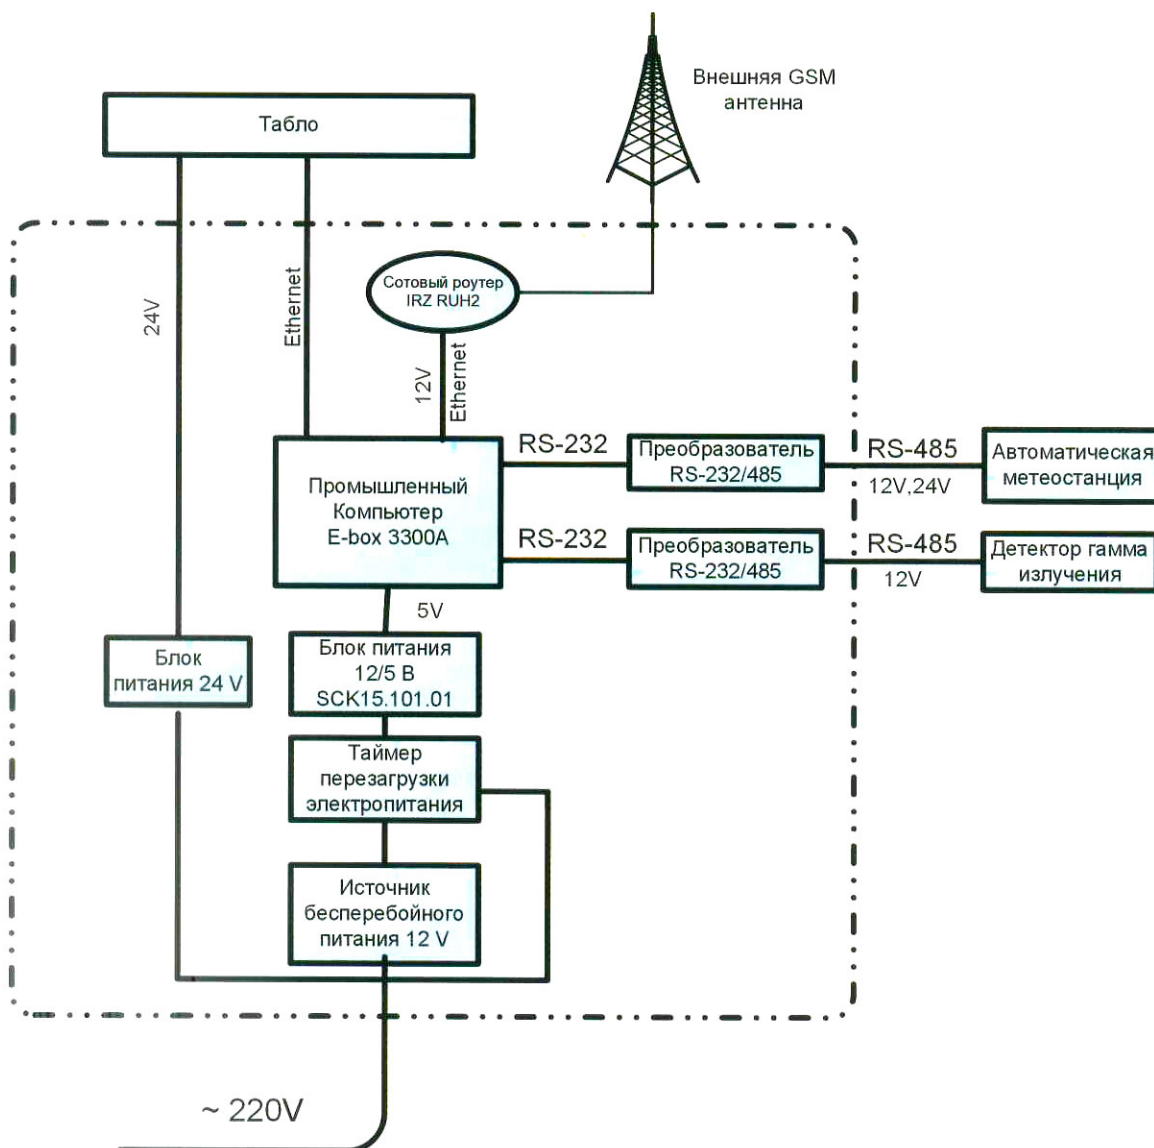 Внешняя GSM
антенна
Табло
Сотовый роутер
IRZ RUH2
24V
Ethernet
12V
Ethernet
Промышленный
Компьютер
E-box 3300A
RS-232
Преобразователь
RS-232/485
RS-485
12V,24V
Автоматическая
метеостанция
RS-232
Преобразователь
RS-232/485
RS-485
12V
Детектор гамма
излучения
5V
Блок
питания 24 V
Блок питания
12/5 В
SCK15.101.01
Таймер
перезагрузки
электропитания
Источник
бесперебойного
питания 12 V
~ 220V